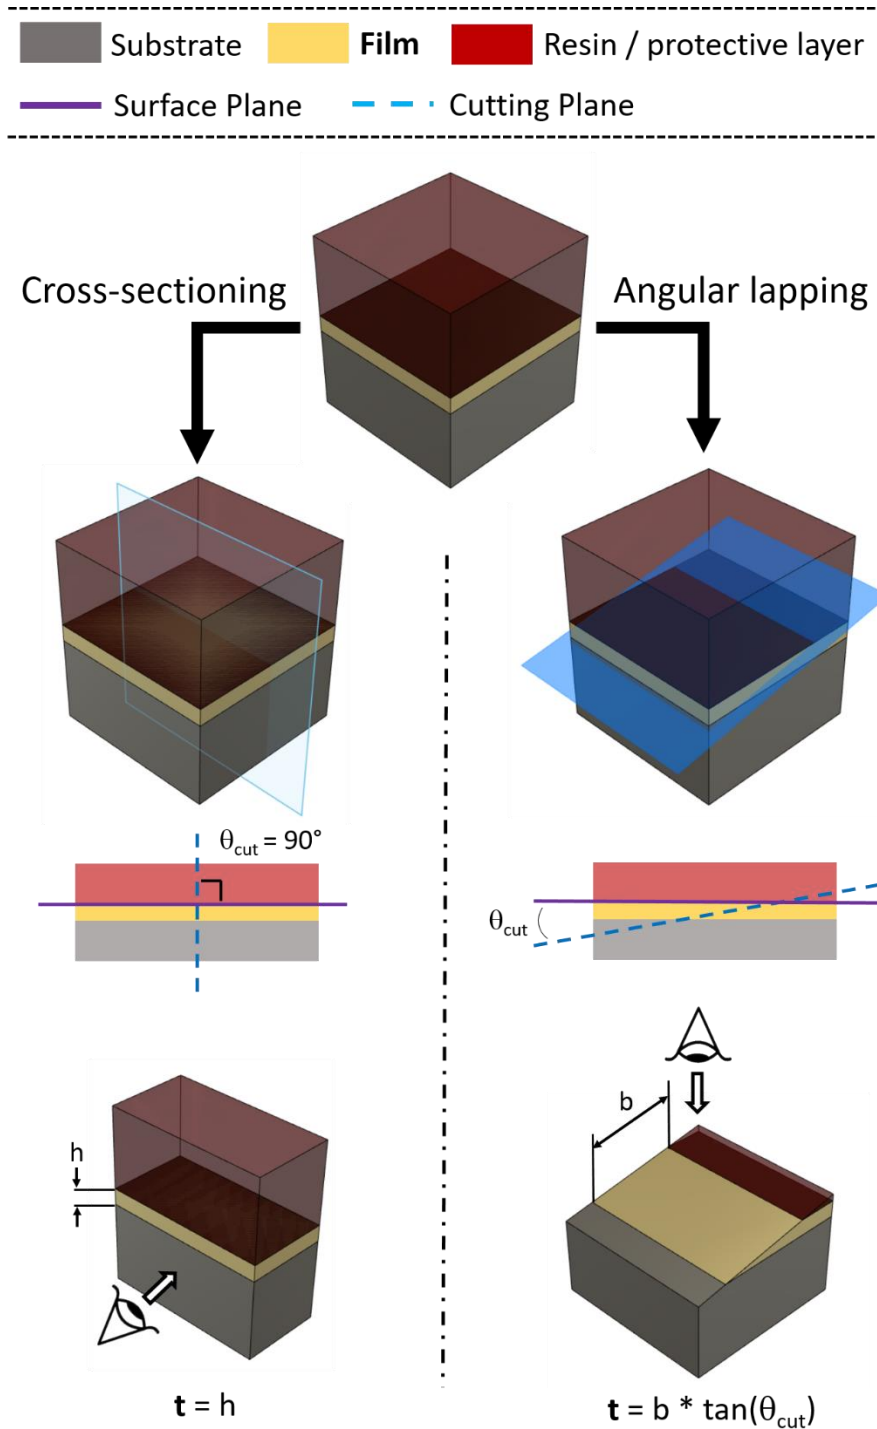 Substrate Film Resin / protective layer
Surface Plane Cutting Plane
Cross-sectioning
Angular lapping
θcut = 90°
θcut
h
b
t = h
t = b * tan(θcut)